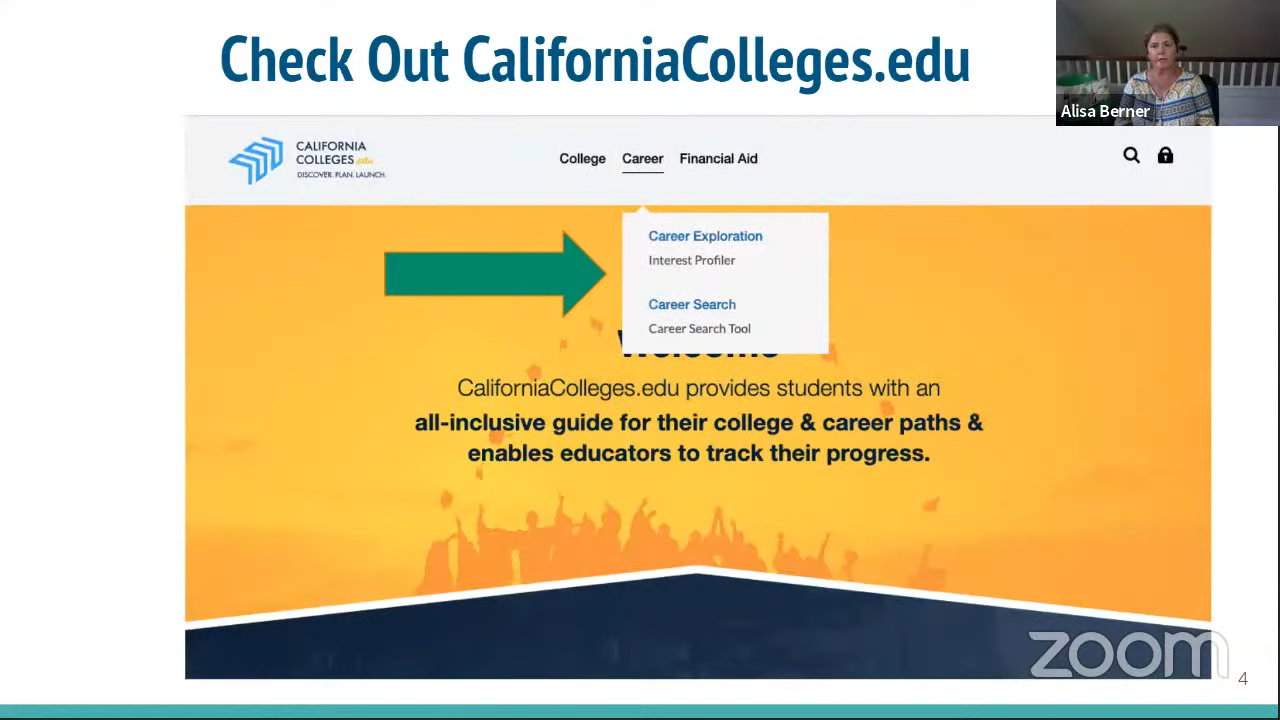 Check Out CaliforniaColleges.edu
Alisa Berner
CALIFORNIA
COLLEGES.edu
DISCOVER. PLAN. LAUNCH.
College Career Financial Aid
Career Exploration
Interest Profiler
Career Search
Career Search Tool
Welcome
CaliforniaColleges.edu provides students with an
all-inclusive guide for their college & career paths &
enables educators to track their progress.
zoom
4